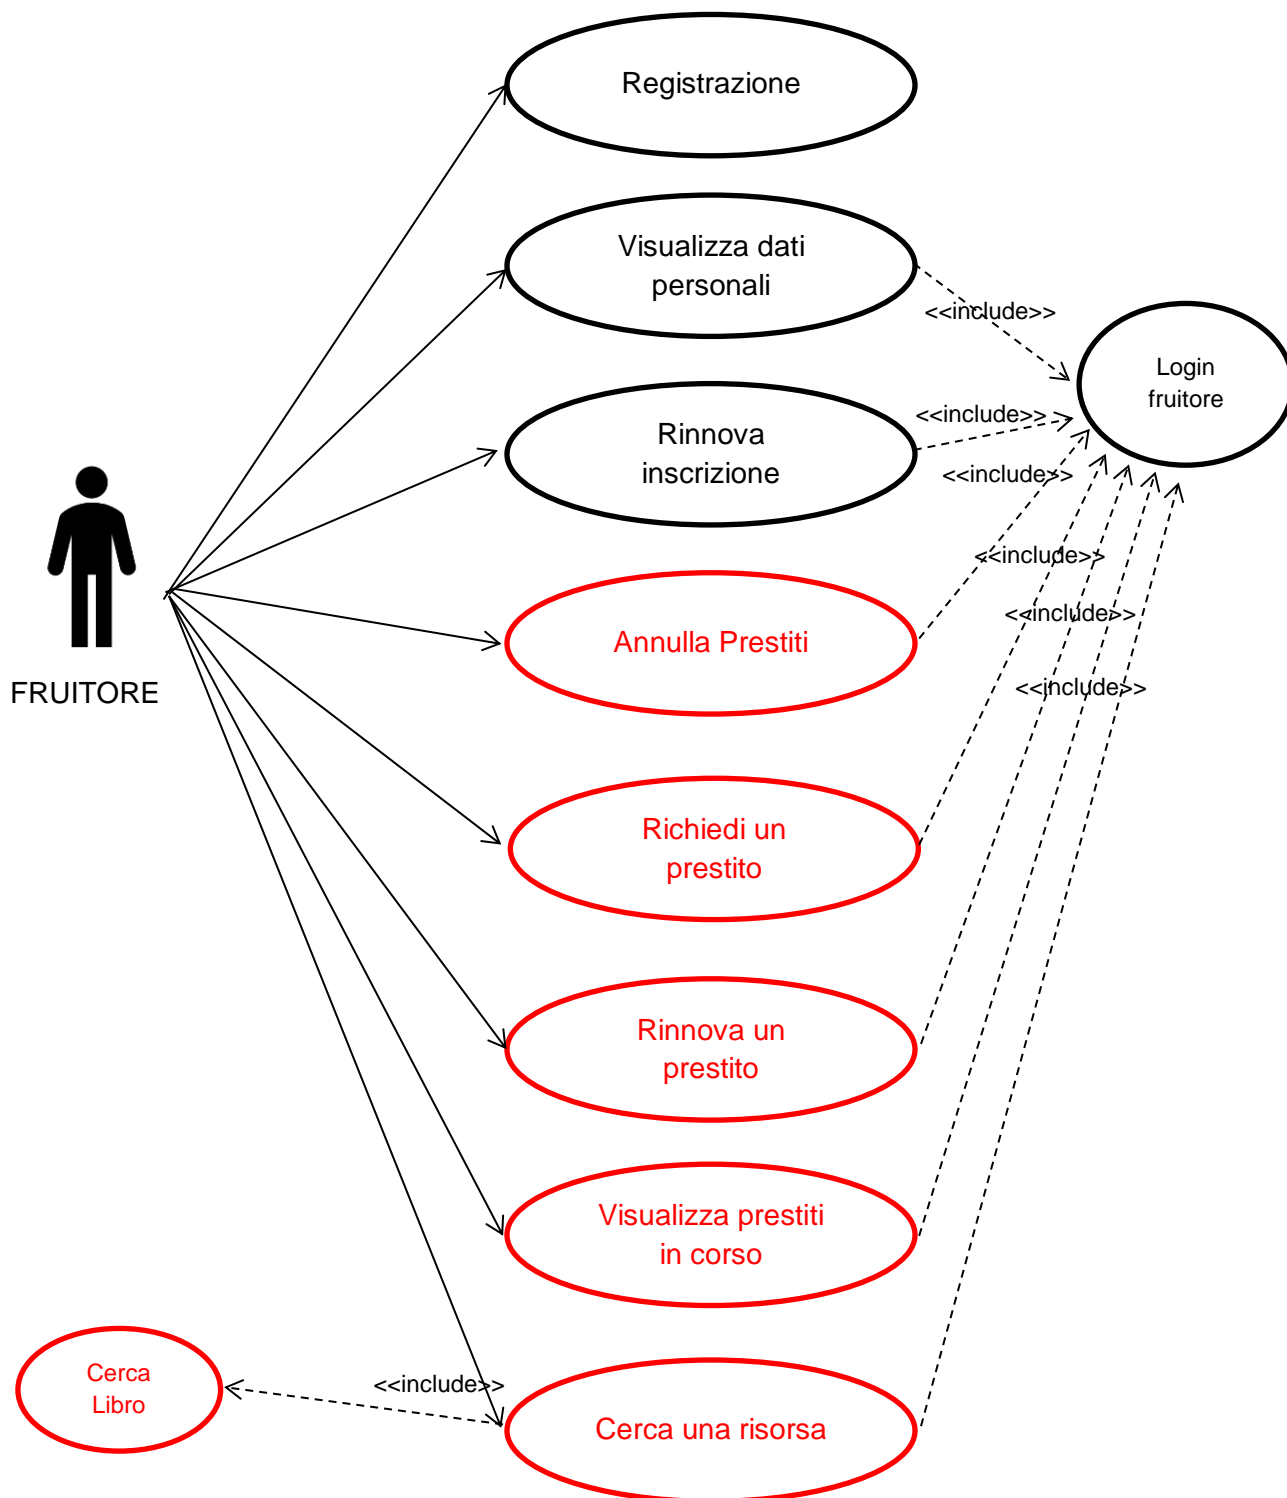 Registrazione
Visualizza dati
personali
<<include>>
Login
fruitore
Rinnova
inscrizione
<<include>>
<<include>>
<<include>>
Annulla Prestiti
<<include>>
FRUITORE
<<include>>
Richiedi un
prestito
Rinnova un
prestito
Visualizza prestiti
in corso
Cerca
Libro
<<include>>
Cerca una risorsa